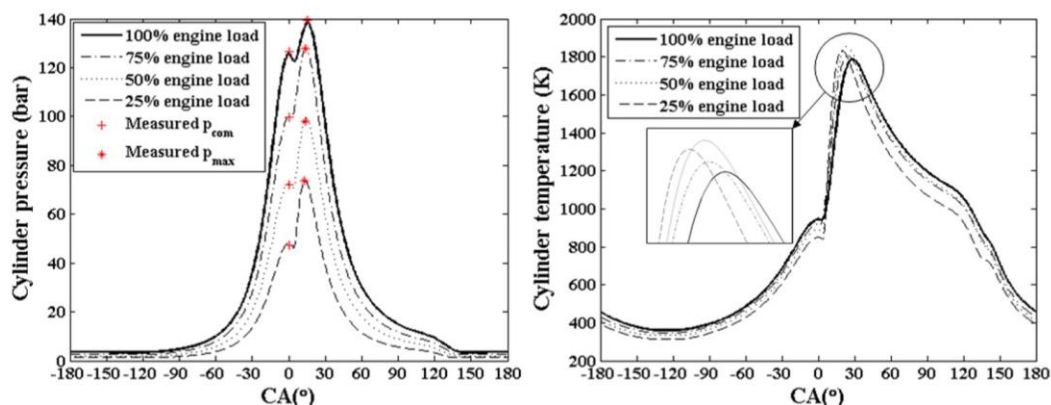 140
120
100
80
60
40
20
0
Cylinder pressure (bar)
100% engine load
75% engine load
50% engine load
25% engine load
Measured p_com
Measured p_max
-180 -150 -120 -90 -60 -30 0 30 60 90 120 150 180
CA(°)
2000
1800
1600
1400
1200
1000
800
600
400
200
Cylinder temperature (K)
100% engine load
75% engine load
50% engine load
25% engine load
-180 -150 -120 -90 -60 -30 0 30 60 90 120 150 180
CA(°)